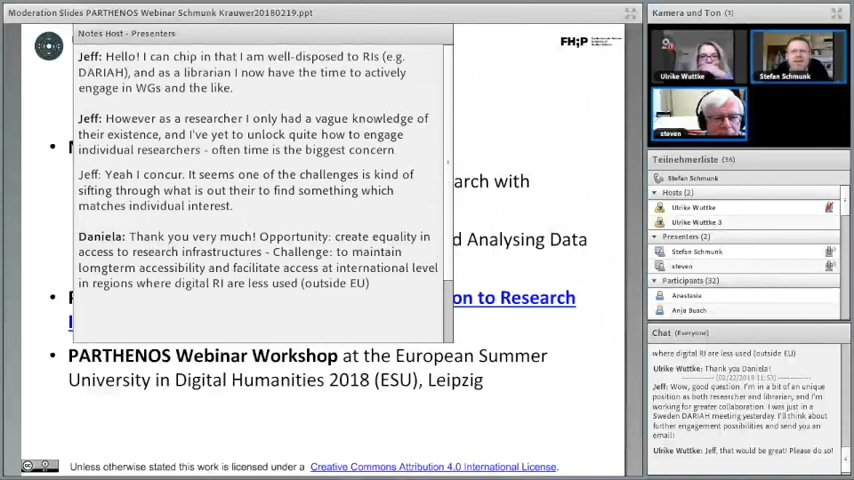 Moderation Slides PARTHENOS Webinar Schmunk Krauwer20180219.ppt
Notes Host - Presenters
Jeff: Hello! I can chip in that I am well-disposed to RIs (e.g.
DARIAH), and as a librarian I now have the time to actively
engage in WGs and the like.
Jeff: However as a researcher I only had a vague knowledge of
their existence, and I've yet to unlock quite how to engage
individual researchers - often time is the biggest concern
Jeff: Yeah I concur. It seems one of the challenges is kind of
sifting through what is out their to find something which
matches individual interest.
Daniela: Thank you very much! Opportunity: create equality in
access to research infrastructures - Challenge: to maintain
lomgterm accessibility and facilitate access at international level
in regions where digital RI are less used (outside EU)
FH;P
arch with
d Analysing Data
on to Research
PARTHENOS Webinar Workshop at the European Summer
University in Digital Humanities 2018 (ESU), Leipzig
Unless otherwise stated this work is licensed under a Creative Commons Attribution 4.0 International License.
Kamera und Ton (3)
Ulrike Wuttke
Stefan Schmunk
steven
Teilnehmerliste (36)
Stefan Schmunk
Hosts (2)
Ulrike Wuttke
Ulrike Wuttke 3
Presenters (2)
Stefan Schmunk
steven
Participants (32)
Anastasia
Anja Busch
Chat (Everyone)
where digital RI are less used (outside EU)
Ulrike Wuttke: Thank you Daniela!
[02/22/2018 11:53]
Jeff: Wow, good question. I'm in a bit of an unique
position as both researcher and librarian, and I'm
working for greater collaboration. I was just in a
Sweden DARIAH meeting yesterday. I'll think about
further engagement possibilities and send you an
email!
Ulrike Wuttke: Jeff, that would be great! Please do so!